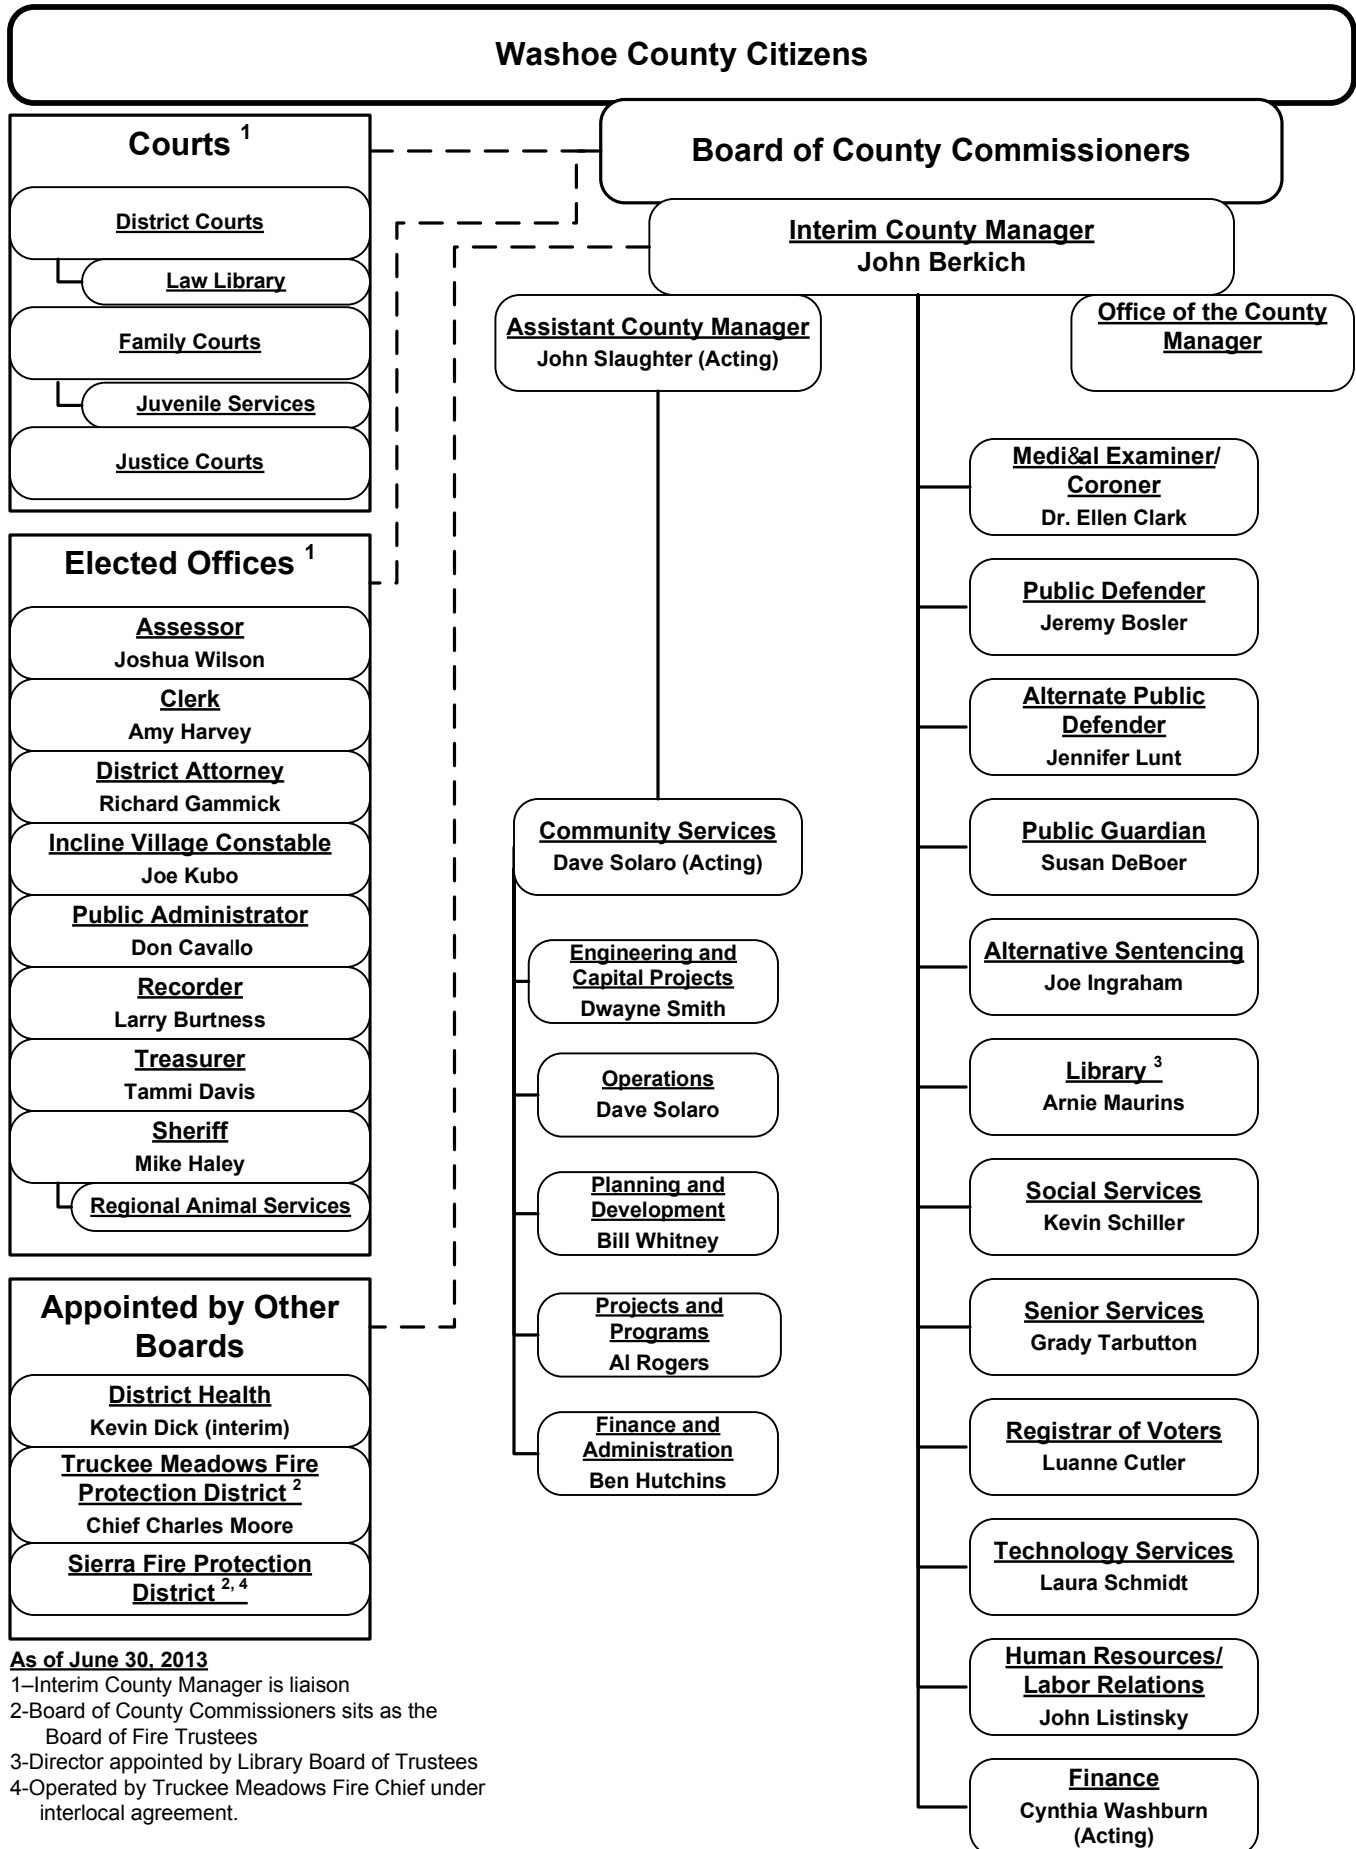 Washoe County Citizens
Courts 1
District Courts
Law Library
Family Courts
Juvenile Services
Justice Courts
Board of County Commissioners
Interim County Manager
John Berkich
Assistant County Manager
John Slaughter (Acting)
Office of the County
Manager
Elected Offices 1
Assessor
Joshua Wilson
Clerk
Amy Harvey
District Attorney
Richard Gammick
Incline Village Constable
Joe Kubo
Public Administrator
Don Cavallo
Recorder
Larry Burtness
Treasurer
Tammi Davis
Sheriff
Mike Haley
Regional Animal Services
Appointed by Other
Boards
District Health
Kevin Dick (interim)
Truckee Meadows Fire
Protection District 2
Chief Charles Moore
Sierra Fire Protection
District 2, 4
Community Services
Dave Solaro (Acting)
Engineering and
Capital Projects
Dwayne Smith
Operations
Dave Solaro
Planning and
Development
Bill Whitney
Projects and
Programs
Al Rogers
Finance and
Administration
Ben Hutchins
Medi&al Examiner/
Coroner
Dr. Ellen Clark
Public Defender
Jeremy Bosler
Alternate Public
Defender
Jennifer Lunt
Public Guardian
Susan DeBoer
Alternative Sentencing
Joe Ingraham
Library 3
Arnie Maurins
Social Services
Kevin Schiller
Senior Services
Grady Tarbutton
Registrar of Voters
Luanne Cutler
Technology Services
Laura Schmidt
Human Resources/
Labor Relations
John Listinsky
Finance
Cynthia Washburn
(Acting)
As of June 30, 2013
1–Interim County Manager is liaison
2-Board of County Commissioners sits as the
Board of Fire Trustees
3-Director appointed by Library Board of Trustees
4-Operated by Truckee Meadows Fire Chief under
interlocal agreement.